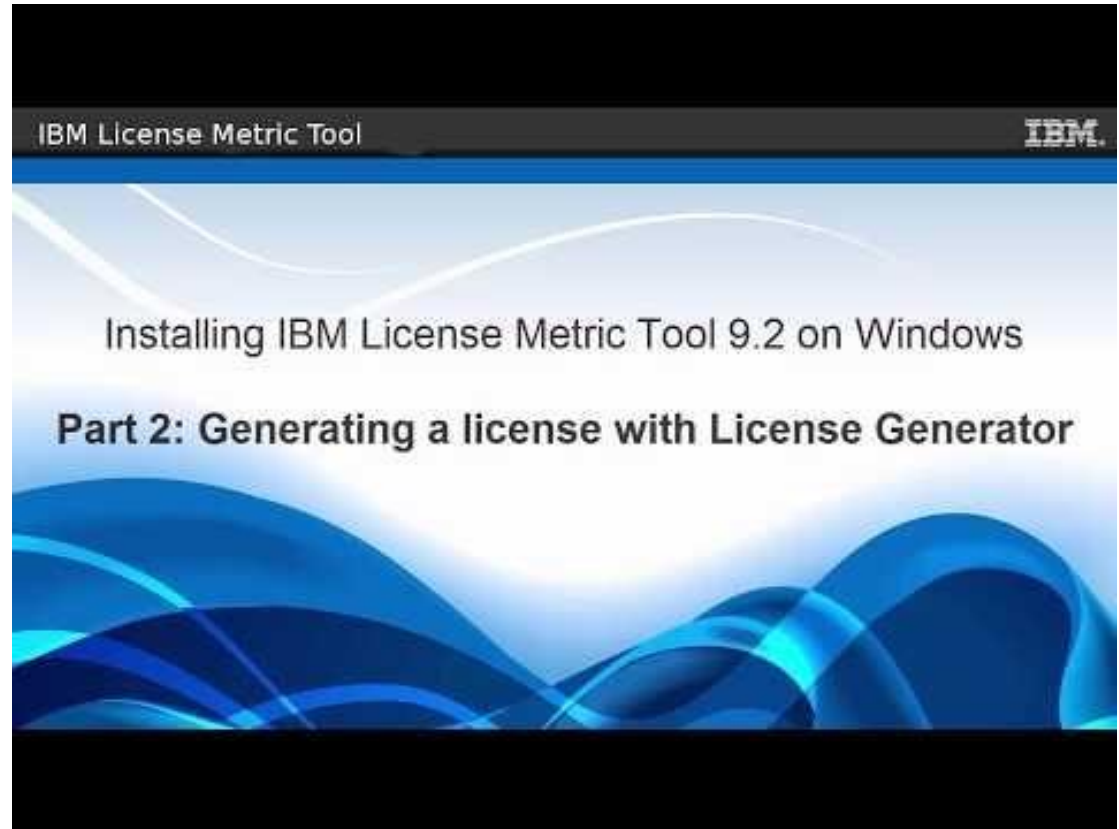 IBM License Metric Tool
IBM.
Installing IBM License Metric Tool 9.2 on Windows
Part 2: Generating a license with License Generator